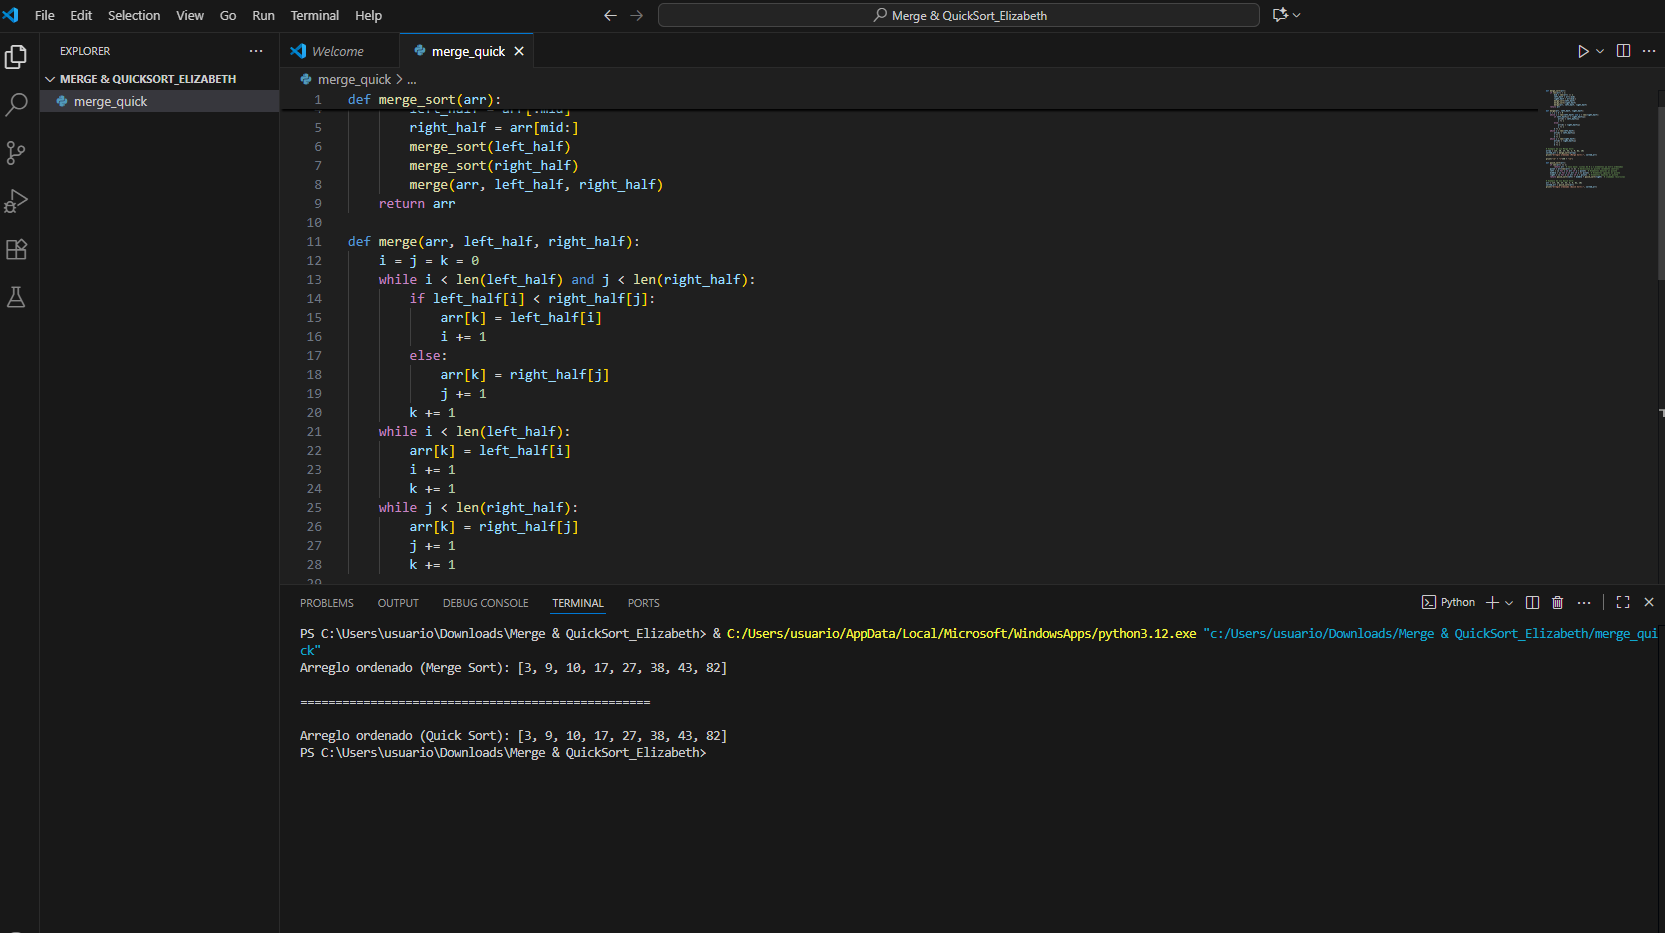 File Edit Selection View Go Run Terminal Help
Merge & QuickSort_Elizabeth
EXPLORER
MERGE & QUICKSORT_ELIZABETH
merge_quick
Welcome
merge_quick
merge_quick > ...
1 def merge_sort(arr):
5 right_half = arr[mid:]
6 merge_sort(left_half)
7 merge_sort(right_half)
8 merge(arr, left_half, right_half)
9 return arr
10
11 def merge(arr, left_half, right_half):
12 i = j = k = 0
13 while i < len(left_half) and j < len(right_half):
14 if left_half[i] < right_half[j]:
15 arr[k] = left_half[i]
16 i += 1
17 else:
18 arr[k] = right_half[j]
19 j += 1
20 k += 1
21 while i < len(left_half):
22 arr[k] = left_half[i]
23 i += 1
24 k += 1
25 while j < len(right_half):
26 arr[k] = right_half[j]
27 j += 1
28 k += 1
29
PROBLEMS OUTPUT DEBUG CONSOLE TERMINAL PORTS
Python
PS C:\Users\usuario\Downloads\Merge & QuickSort_Elizabeth> & C:/Users/usuario/AppData/Local/Microsoft/WindowsApps/python3.12.exe "c:/Users/usuario/Downloads/Merge & QuickSort_Elizabeth/merge_qui
ck"
Arreglo ordenado (Merge Sort): [3, 9, 10, 17, 27, 38, 43, 82]
==================================================
Arreglo ordenado (Quick Sort): [3, 9, 10, 17, 27, 38, 43, 82]
PS C:\Users\usuario\Downloads\Merge & QuickSort_Elizabeth>